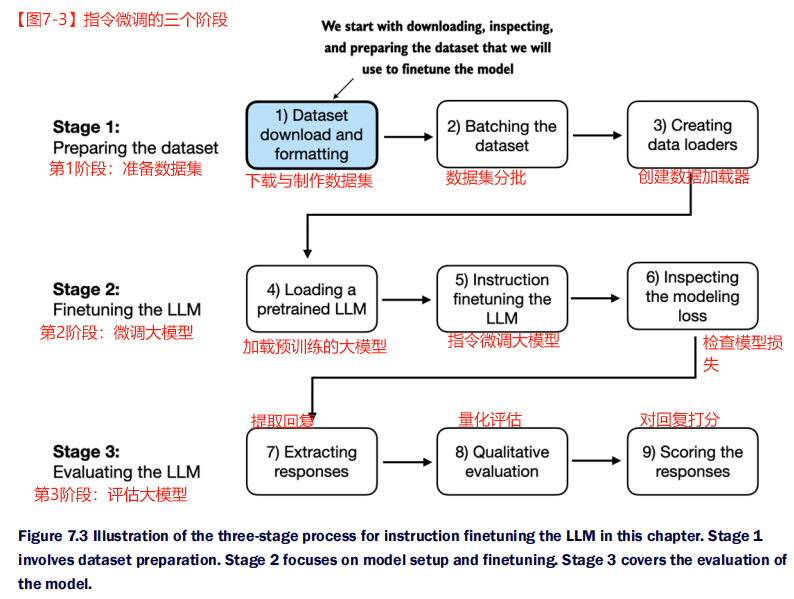 【图7-3】指令微调的三个阶段
We start with downloading, inspecting,
and preparing the dataset that we will
use to finetune the model
Stage 1:
Preparing the dataset
第1阶段：准备数据集
1) Dataset
download and
formatting
下载与制作数据集
2) Batching the
dataset
数据集分批
3) Creating
data loaders
创建数据加载器
Stage 2:
Finetuning the LLM
第2阶段：微调大模型
4) Loading a
pretrained LLM
加载预训练的大模型
5) Instruction
finetuning the
LLM
指令微调大模型
6) Inspecting
the modeling
loss
检查模型损
失
Stage 3:
Evaluating the LLM
第3阶段：评估大模型
提取回复
7) Extracting
responses
量化评估
8) Qualitative
evaluation
对回复打分
9) Scoring the
responses
Figure 7.3 Illustration of the three-stage process for instruction finetuning the LLM in this chapter. Stage 1
involves dataset preparation. Stage 2 focuses on model setup and finetuning. Stage 3 covers the evaluation of
the model.